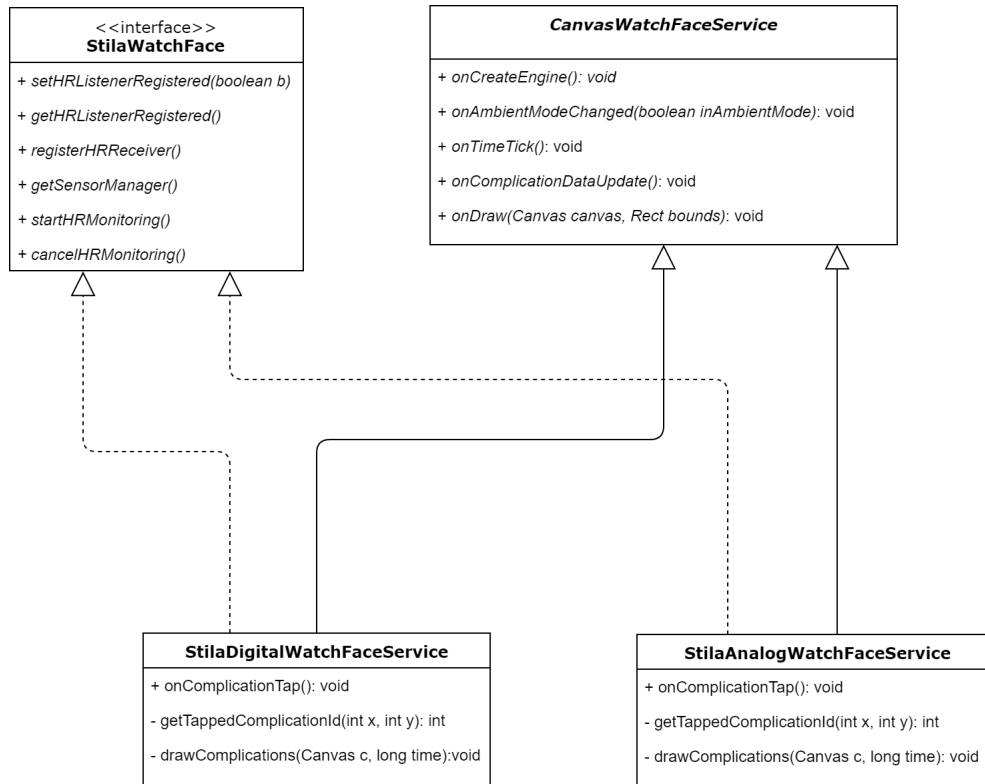 <<interface>>
StilaWatchFace
+ setHRListenerRegistered(boolean b)
+ getHRListenerRegistered()
+ registerHRReceiver()
+ getSensorManager()
+ startHRMonitoring()
+ cancelHRMonitoring()
CanvasWatchFaceService
+ onCreateEngine(): void
+ onAmbientModeChanged(boolean inAmbientMode): void
+ onTimeTick(): void
+ onComplicationDataUpdate(): void
+ onDraw(Canvas canvas, Rect bounds): void
StilaDigitalWatchFaceService
+ onComplicationTap(): void
- getTappedComplicationId(int x, int y): int
- drawComplications(Canvas c, long time):void
StilaAnalogWatchFaceService
+ onComplicationTap(): void
- getTappedComplicationId(int x, int y): int
- drawComplications(Canvas c, long time): void